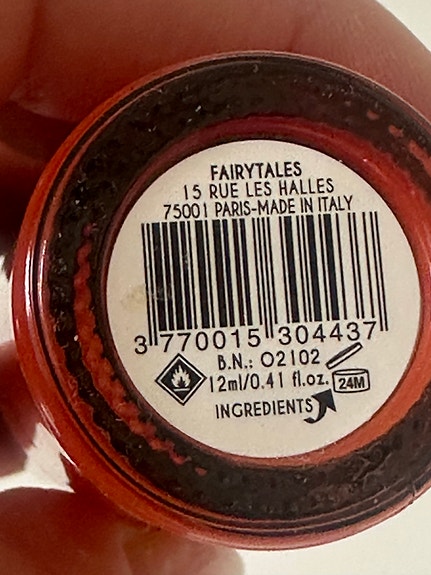 FAIRYTALES
15 RUE LES HALLES
75001 PARIS-MADE IN ITALY
3 770015 304437
B.N.: O2102
12ml/0.41 fl.oz. 24M
INGREDIENTS